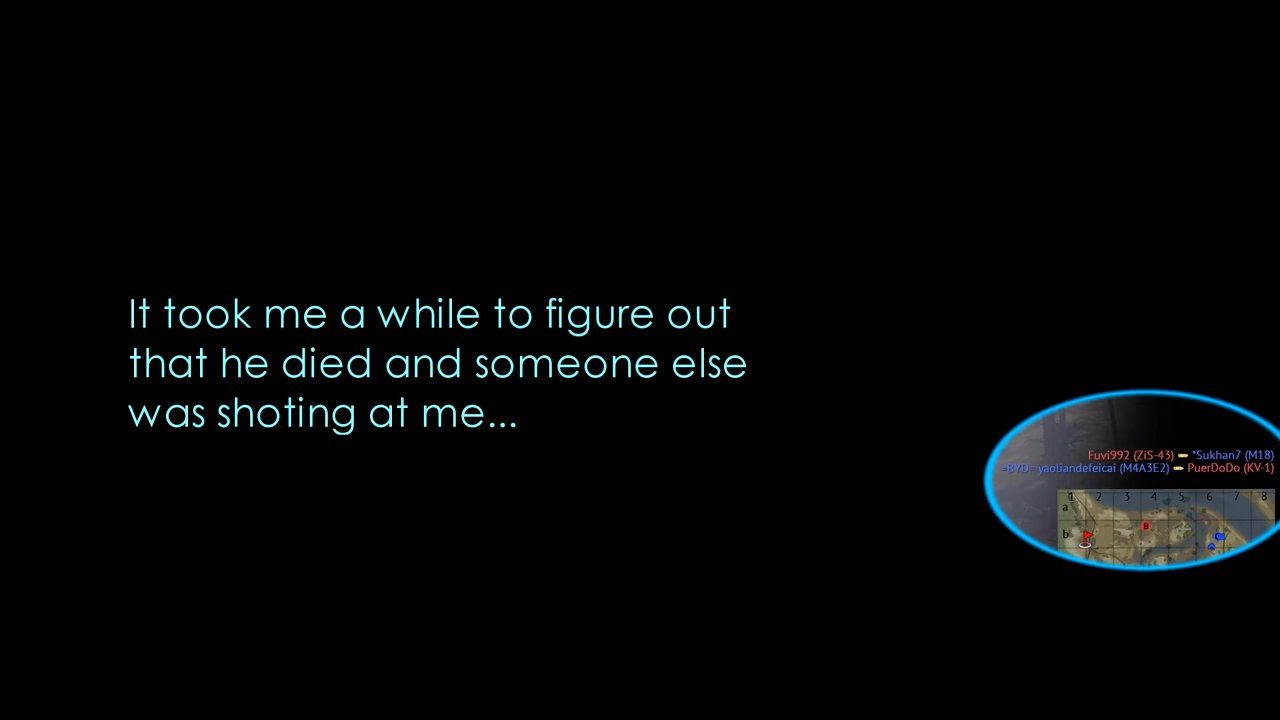 It took me a while to figure out
that he died and someone else
was shoting at me...
Fuvi992 (ZiS-43) *Sukhan7 (M18)
=BYD= yaoliandefeicai (M4A3E2) PuerDoDo (KV-1)
1 2 3 4 5 6 7 8
a
B
b
C